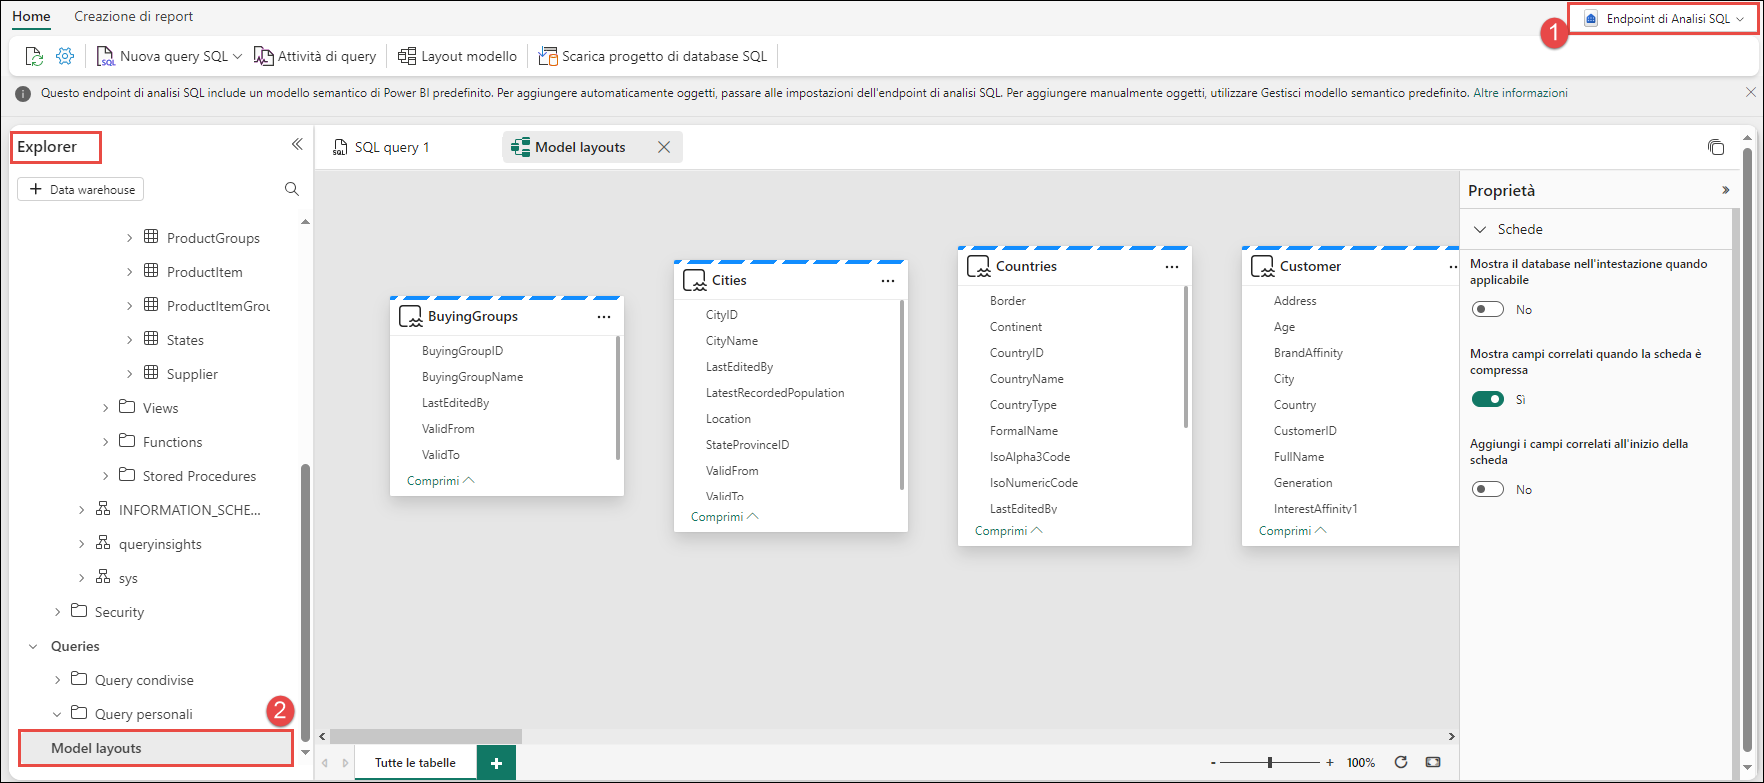 Home
Creazione di report
1
Endpoint di Analisi SQL
SQL
Nuova query SQL
Attività di query
Layout modello
Scarica progetto di database SQL
Questo endpoint di analisi SQL include un modello semantico di Power BI predefinito. Per aggiungere automaticamente oggetti, passare alle impostazioni dell'endpoint di analisi SQL. Per aggiungere manualmente oggetti, utilizzare Gestisci modello semantico predefinito. Altre informazioni
Explorer
+ Data warehouse
ProductGroups
ProductItem
ProductItemGrou
States
Supplier
Views
Functions
Stored Procedures
INFORMATION_SCHE...
queryinsights
sys
Security
Queries
Query condivise
Query personali
2
Model layouts
SQL query 1
Model layouts
BuyingGroups
BuyingGroupID
BuyingGroupName
LastEditedBy
ValidFrom
ValidTo
Comprimi
Cities
CityID
CityName
LastEditedBy
LatestRecordedPopulation
Location
StateProvinceID
ValidFrom
ValidTo
Comprimi
Countries
Border
Continent
CountryID
CountryName
CountryType
FormalName
IsoAlpha3Code
IsoNumericCode
LastEditedBy
Comprimi
Customer
Address
Age
BrandAffinity
City
Country
CustomerID
FullName
Generation
InterestAffinity1
Comprimi
Proprietà
Schede
Mostra il database nell'intestazione quando
applicabile
No
Mostra campi correlati quando la scheda è
compressa
Sì
Aggiungi i campi correlati all'inizio della
scheda
No
Tutte le tabelle
+
- + 100%